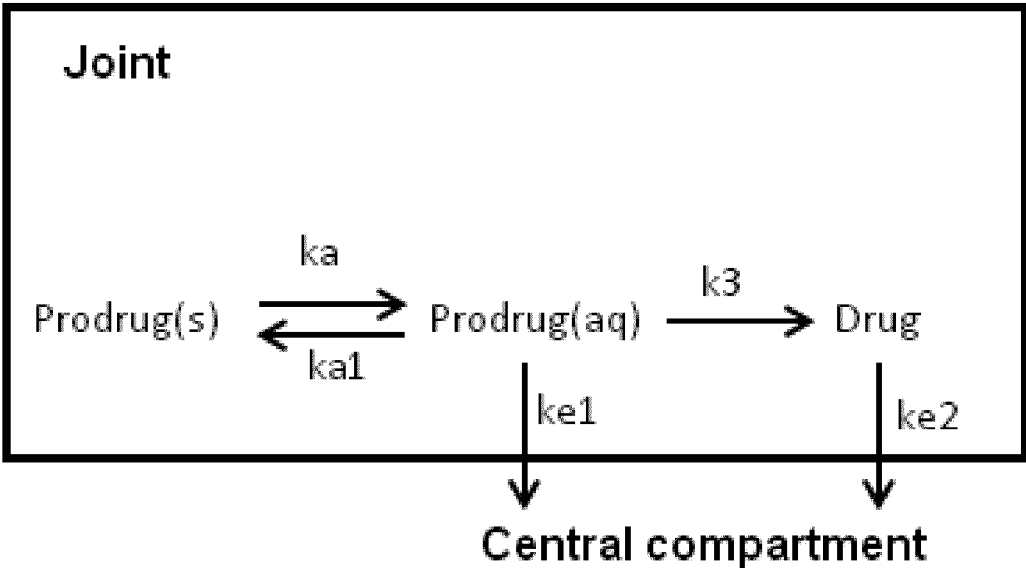 Joint
ka
k3
Prodrug(s)
Prodrug(aq)
Drug
ka1
ke1
ke2
Central compartment